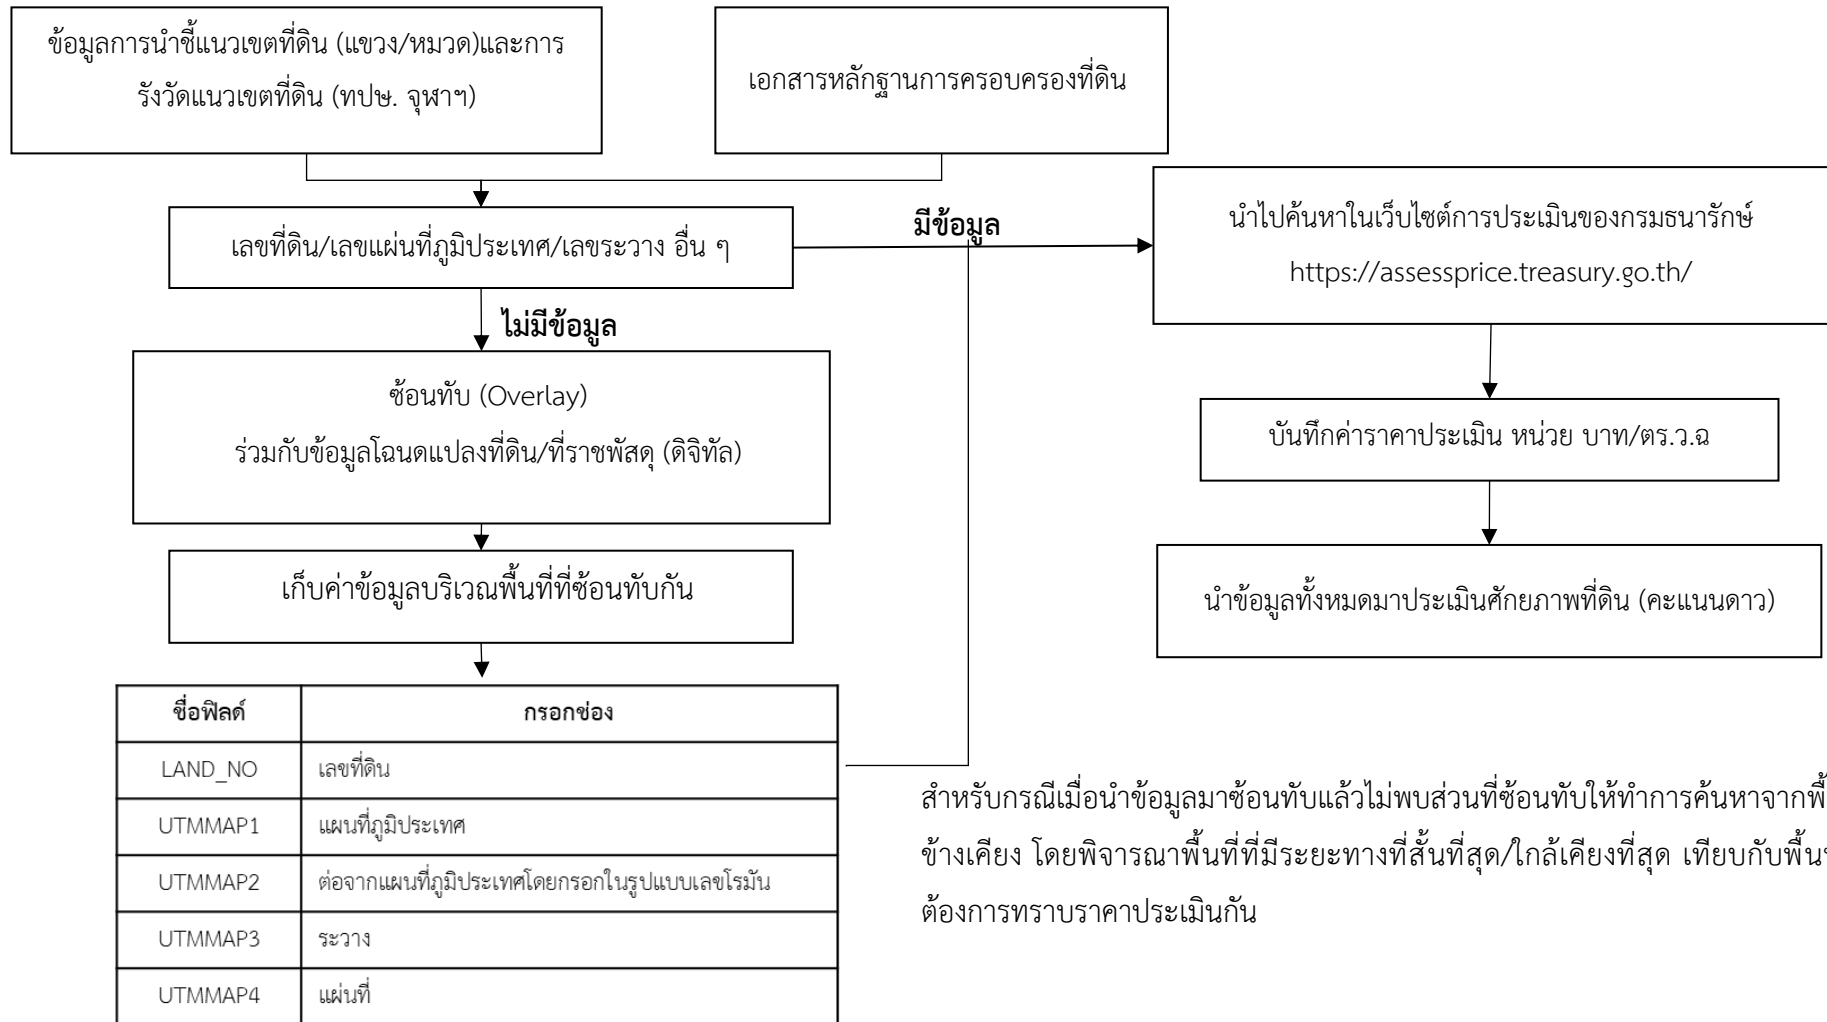 ข้อมูลการนำชี้แนวเขตที่ดิน (แขวง/หมวด)และการ
รังวัดแนวเขตที่ดิน (ทปษ. จุฬาฯ)
เอกสารหลักฐานการครอบครองที่ดิน
เลขที่ดิน/เลขแผ่นที่ภูมิประเทศ/เลขระวาง อื่น ๆ
มีข้อมูล
นำไปค้นหาในเว็บไซต์การประเมินของกรมธนารักษ์
https://assessprice.treasury.go.th/
ไม่มีข้อมูล
ซ้อนทับ (Overlay)
ร่วมกับข้อมูลโฉนดแปลงที่ดิน/ที่ราชพัสดุ (ดิจิทัล)
บันทึกค่าราคาประเมิน หน่วย บาท/ตร.ว.ฉ
เก็บค่าข้อมูลบริเวณพื้นที่ที่ซ้อนทับกัน
นำข้อมูลทั้งหมดมาประเมินศักยภาพที่ดิน (คะแนนดาว)
ชื่อฟิลด์ กรอกช่อง
LAND_NO เลขที่ดิน
UTMMAP1 แผนที่ภูมิประเทศ
UTMMAP2 ต่อจากแผนที่ภูมิประเทศโดยกรอกในรูปแบบเลขโรมัน
UTMMAP3 ระวาง
UTMMAP4 แผ่นที่
สำหรับกรณีเมื่อนำข้อมูลมาซ้อนทับแล้วไม่พบส่วนที่ซ้อนทับให้ทำการค้นหาจาก
ข้างเคียง โดยพิจารณาพื้นที่ที่มีระยะทางที่สั้นที่สุด/ใกล้เคียงที่สุด เทียบกับ
ต้องการทราบราคาประเมินกัน